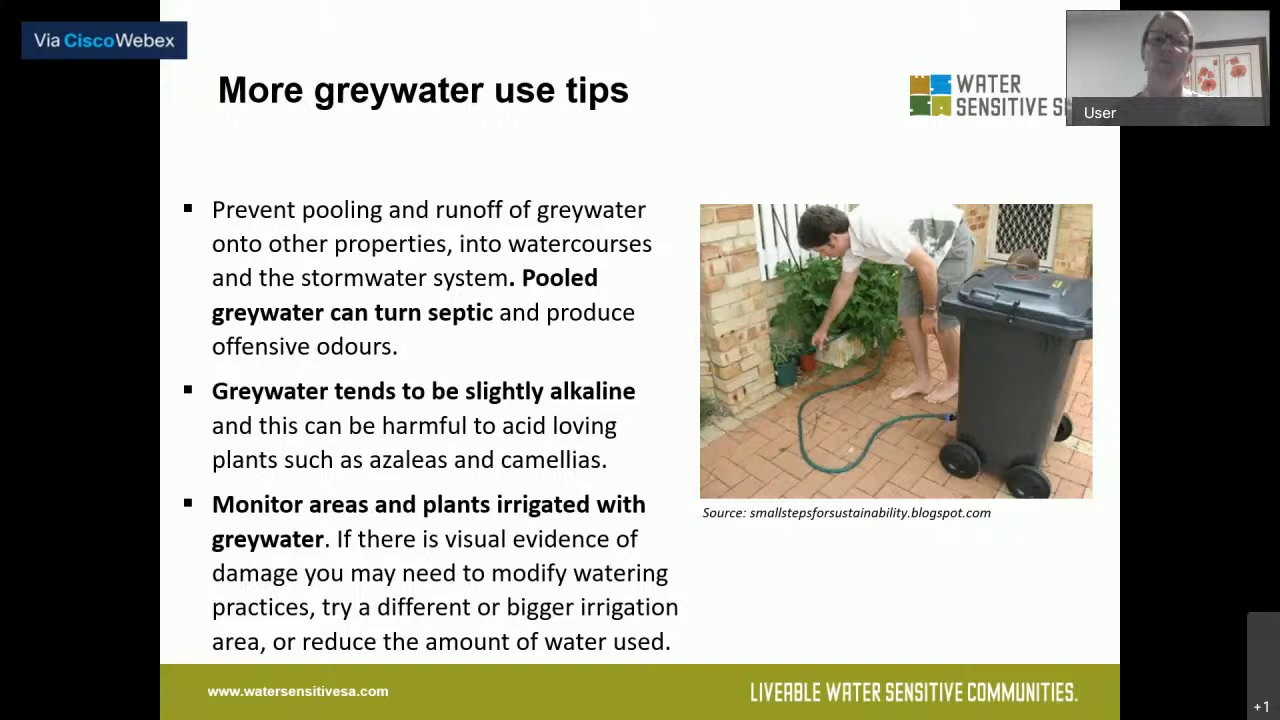 Via Cisco Webex
More greywater use tips
WATER
SENSITIVE
User
▪ Prevent pooling and runoff of greywater
onto other properties, into watercourses
and the stormwater system. Pooled
greywater can turn septic and produce
offensive odours.
▪ Greywater tends to be slightly alkaline
and this can be harmful to acid loving
plants such as azaleas and camellias.
▪ Monitor areas and plants irrigated with
greywater. If there is visual evidence of
damage you may need to modify watering
practices, try a different or bigger irrigation
area, or reduce the amount of water used.
Source: smallstepsforsustainability.blogspot.com
www.watersensitivesa.com
LIVEABLE WATER SENSITIVE COMMUNITIES.
+1